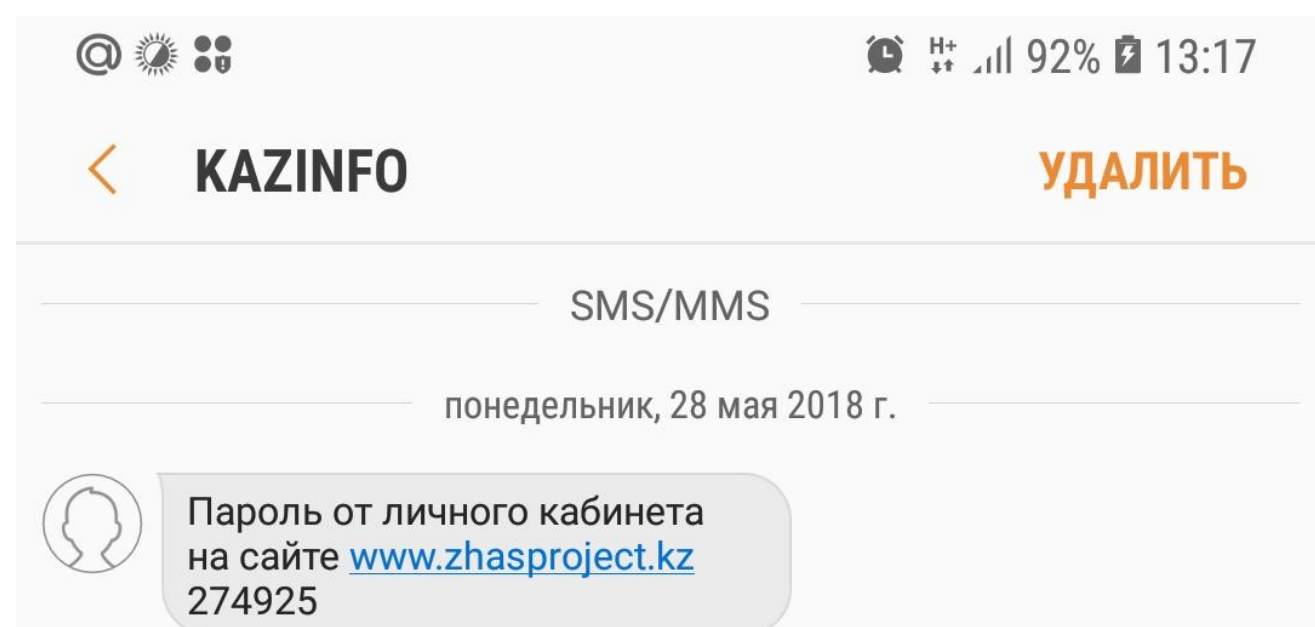 @ H+ 92% 13:17
KAZINFO УДАЛИТЬ
SMS/MMS
понедельник, 28 мая 2018 г.
Пароль от личного кабинета
на сайте www.zhasproject.kz
274925